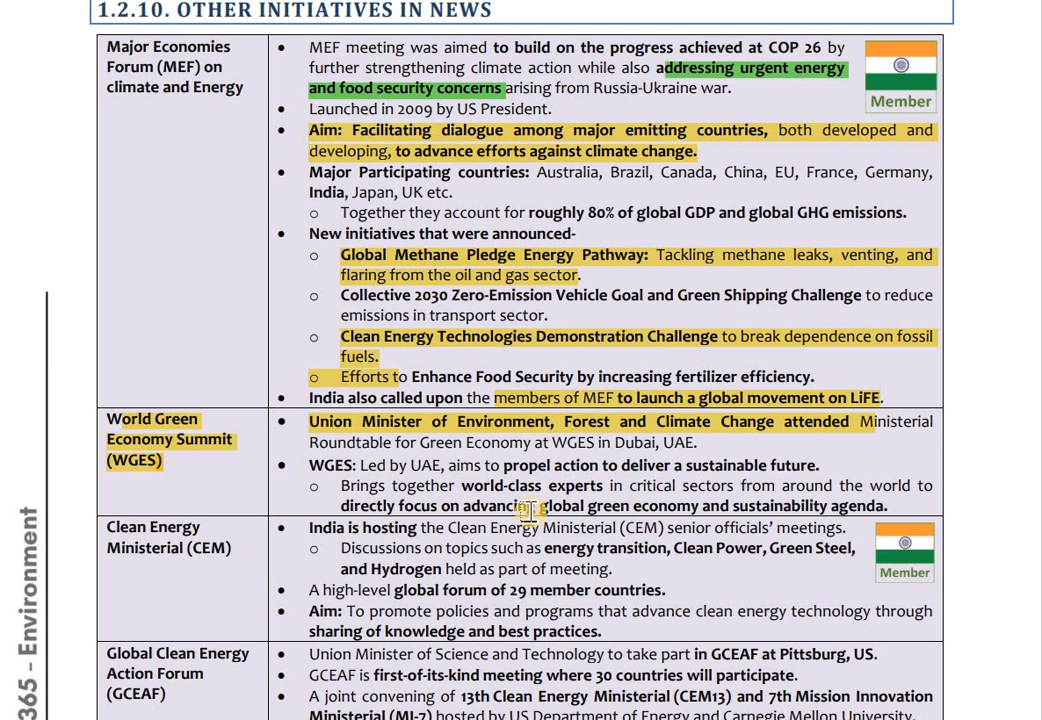 1.2.10. OTHER INITIATIVES IN NEWS
Major Economies
Forum (MEF) on
climate and Energy
• MEF meeting was aimed to build on the progress achieved at COP 26 by
further strengthening climate action while also addressing urgent energy
and food security concerns arising from Russia-Ukraine war.
Member
• Launched in 2009 by US President.
• Aim: Facilitating dialogue among major emitting countries, both developed and
developing, to advance efforts against climate change.
• Major Participating countries: Australia, Brazil, Canada, China, EU, France, Germany,
India, Japan, UK etc.
o Together they account for roughly 80% of global GDP and global GHG emissions.
• New initiatives that were announced-
o Global Methane Pledge Energy Pathway: Tackling methane leaks, venting, and
flaring from the oil and gas sector.
o Collective 2030 Zero-Emission Vehicle Goal and Green Shipping Challenge to reduce
emissions in transport sector.
o Clean Energy Technologies Demonstration Challenge to break dependence on fossil
fuels.
o Efforts to Enhance Food Security by increasing fertilizer efficiency.
• India also called upon the members of MEF to launch a global movement on LiFE.
World Green
Economy Summit
(WGES)
• Union Minister of Environment, Forest and Climate Change attended Ministerial
Roundtable for Green Economy at WGES in Dubai, UAE.
• WGES: Led by UAE, aims to propel action to deliver a sustainable future.
o Brings together world-class experts in critical sectors from around the world to
directly focus on advancing global green economy and sustainability agenda.
Clean Energy
Ministerial (CEM)
• India is hosting the Clean Energy Ministerial (CEM) senior officials' meetings.
o Discussions on topics such as energy transition, Clean Power, Green Steel,
and Hydrogen held as part of meeting.
Member
• A high-level global forum of 29 member countries.
• Aim: To promote policies and programs that advance clean energy technology through
sharing of knowledge and best practices.
Global Clean Energy
Action Forum
(GCEAF)
• Union Minister of Science and Technology to take part in GCEAF at Pittsburg, US.
• GCEAF is first-of-its-kind meeting where 30 countries will participate.
• A joint convening of 13th Clean Energy Ministerial (CEM13) and 7th Mission Innovation
Ministerial (MI-7) hosted by US Department of Energy and Carnegie Mellon University.
365 - Environment